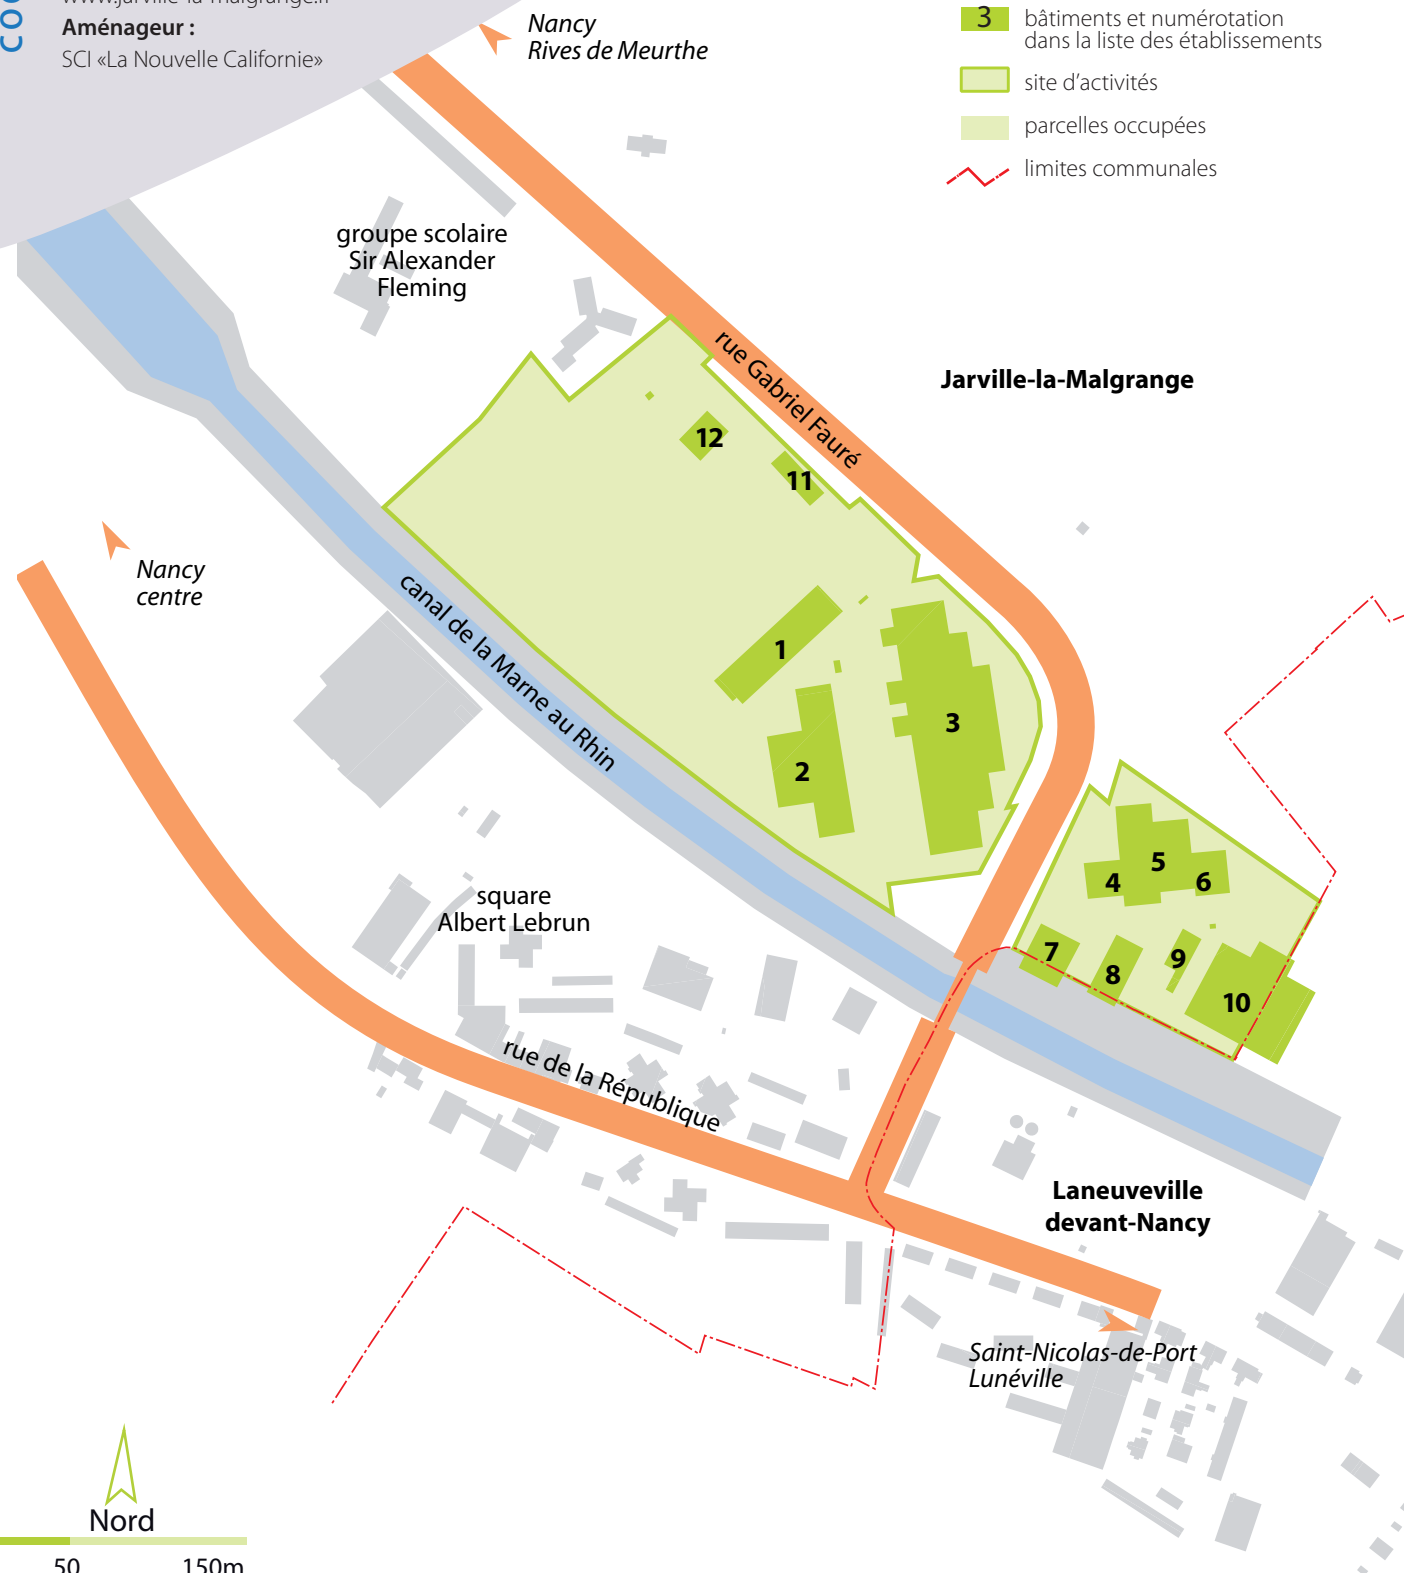 Aménageur :
SCI «La Nouvelle Californie»
Nancy
Rives de Meurthe
3
bâtiments et numérotation
dans la liste des établissements
site d'activités
parcelles occupées
limites communales
groupe scolaire
Sir Alexander
Fleming
rue Gabriel Fauré
Jarville-la-Malgrange
12
11
Nancy
centre
canal de la Marne au Rhin
1
2
3
4
5
6
7
8
9
10
square
Albert Lebrun
rue de la République
Laneuveville
devant-Nancy
Saint-Nicolas-de-Port
Lunéville
Nord
50
150m